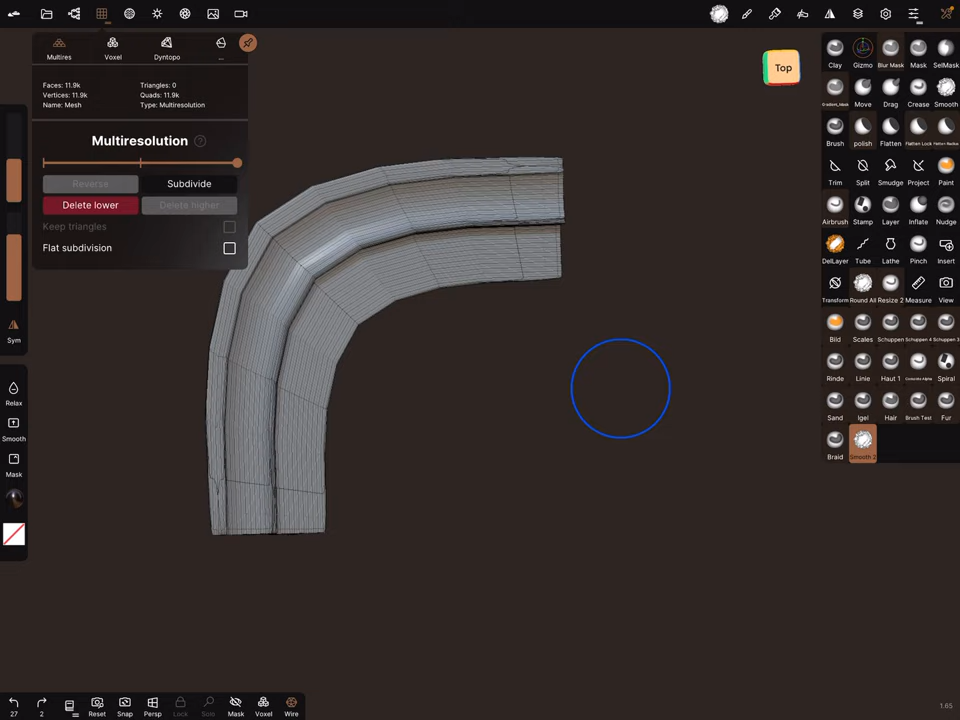 Multires
Voxel
Dyntopo
...
Faces: 11.9k
Triangles: 0
Vertices: 11.9k
Quads: 11.9k
Name: Mesh
Type: Multiresolution
Multiresolution ?
Reverse
Subdivide
Delete lower
Delete higher
Keep triangles
Flat subdivision
Top
Clay
Gizmo
Blur Mask
Mask
SelMask
Gradient_Mask
Move
Drag
Crease
Smooth
Brush
polish
Flatten
Flatten Lock
Trim
Split
Smudge
Project
Paint
Airbrush
Stamp
Layer
Inflate
Nudge
DelLayer
Tube
Lathe
Pinch
Insert
Transform
Round All
Resize 2
Measure
View
Bild
Scales
Schuppen
Schuppen 4
Schuppen 3
Rinde
Linie
Haut 1
Spiral
Sand
Igel
Hair
Brush Test
Fur
Braid
Smooth 2
Sym
Relax
Smooth
Mask
27
2
Reset
Snap
Persp
Lock
Solo
Mask
Voxel
Wire
1.65